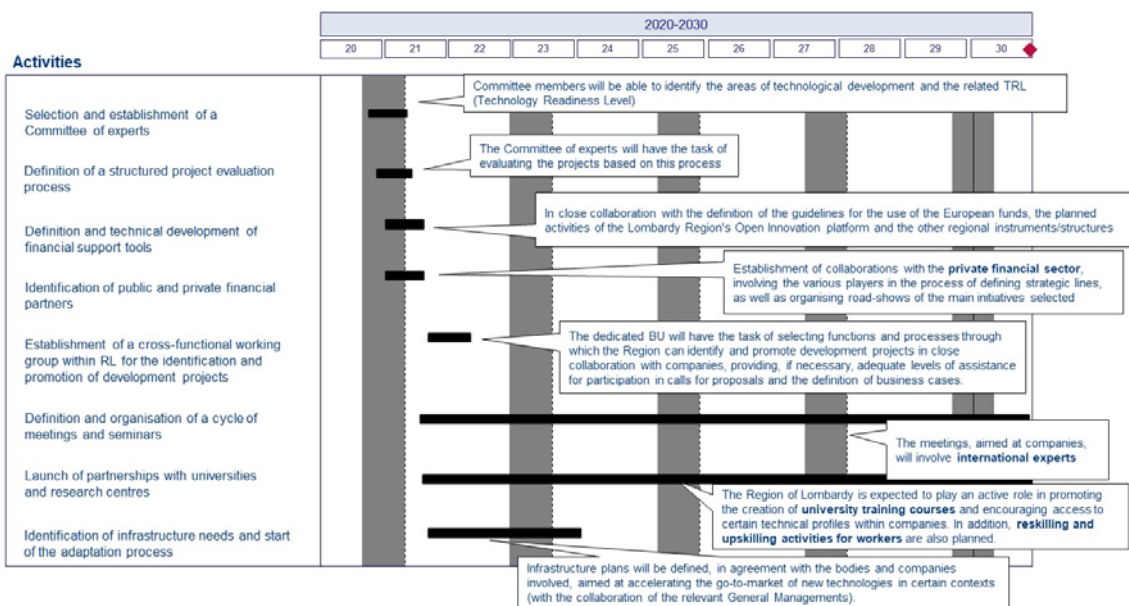 2020-2030
20 21 22 23 24 25 26 27 28 29 30
Activities
Committee members will be able to identify the areas of technological development and the related TRL
(Technology Readiness Level)
Selection and establishment of a
Committee of experts
The Committee of experts will have the task of
evaluating the projects based on this process
Definition of a structured project evaluation
process
In close collaboration with the definition of the guidelines for the use of the European funds, the planned
activities of the Lombardy Region's Open Innovation platform and the other regional instruments/structures
Definition and technical development of
financial support tools
Establishment of collaborations with the private financial sector,
involving the various players in the process of defining strategic lines,
as well as organising road-shows of the main initiatives selected
Identification of public and private financial
partners
The dedicated BU will have the task of selecting functions and processes through
which the Region can identify and promote development projects in close
collaboration with companies, providing, if necessary, adequate levels of assistance
for participation in calls for proposals and the definition of business cases.
Establishment of a cross-functional working
group within RL for the identification and
promotion of development projects
Definition and organisation of a cycle of
meetings and seminars
The meetings, aimed at companies,
will involve international experts
Launch of partnerships with universities
and research centres
The Region of Lombardy is expected to play an active role in promoting
the creation of university training courses and encouraging access to
certain technical profiles within companies. In addition, reskilling and
upskilling activities for workers are also planned.
Identification of infrastructure needs and start
of the adaptation process
Infrastructure plans will be defined, in agreement with the bodies and companies
involved, aimed at accelerating the go-to-market of new technologies in certain contexts
(with the collaboration of the relevant General Managements).